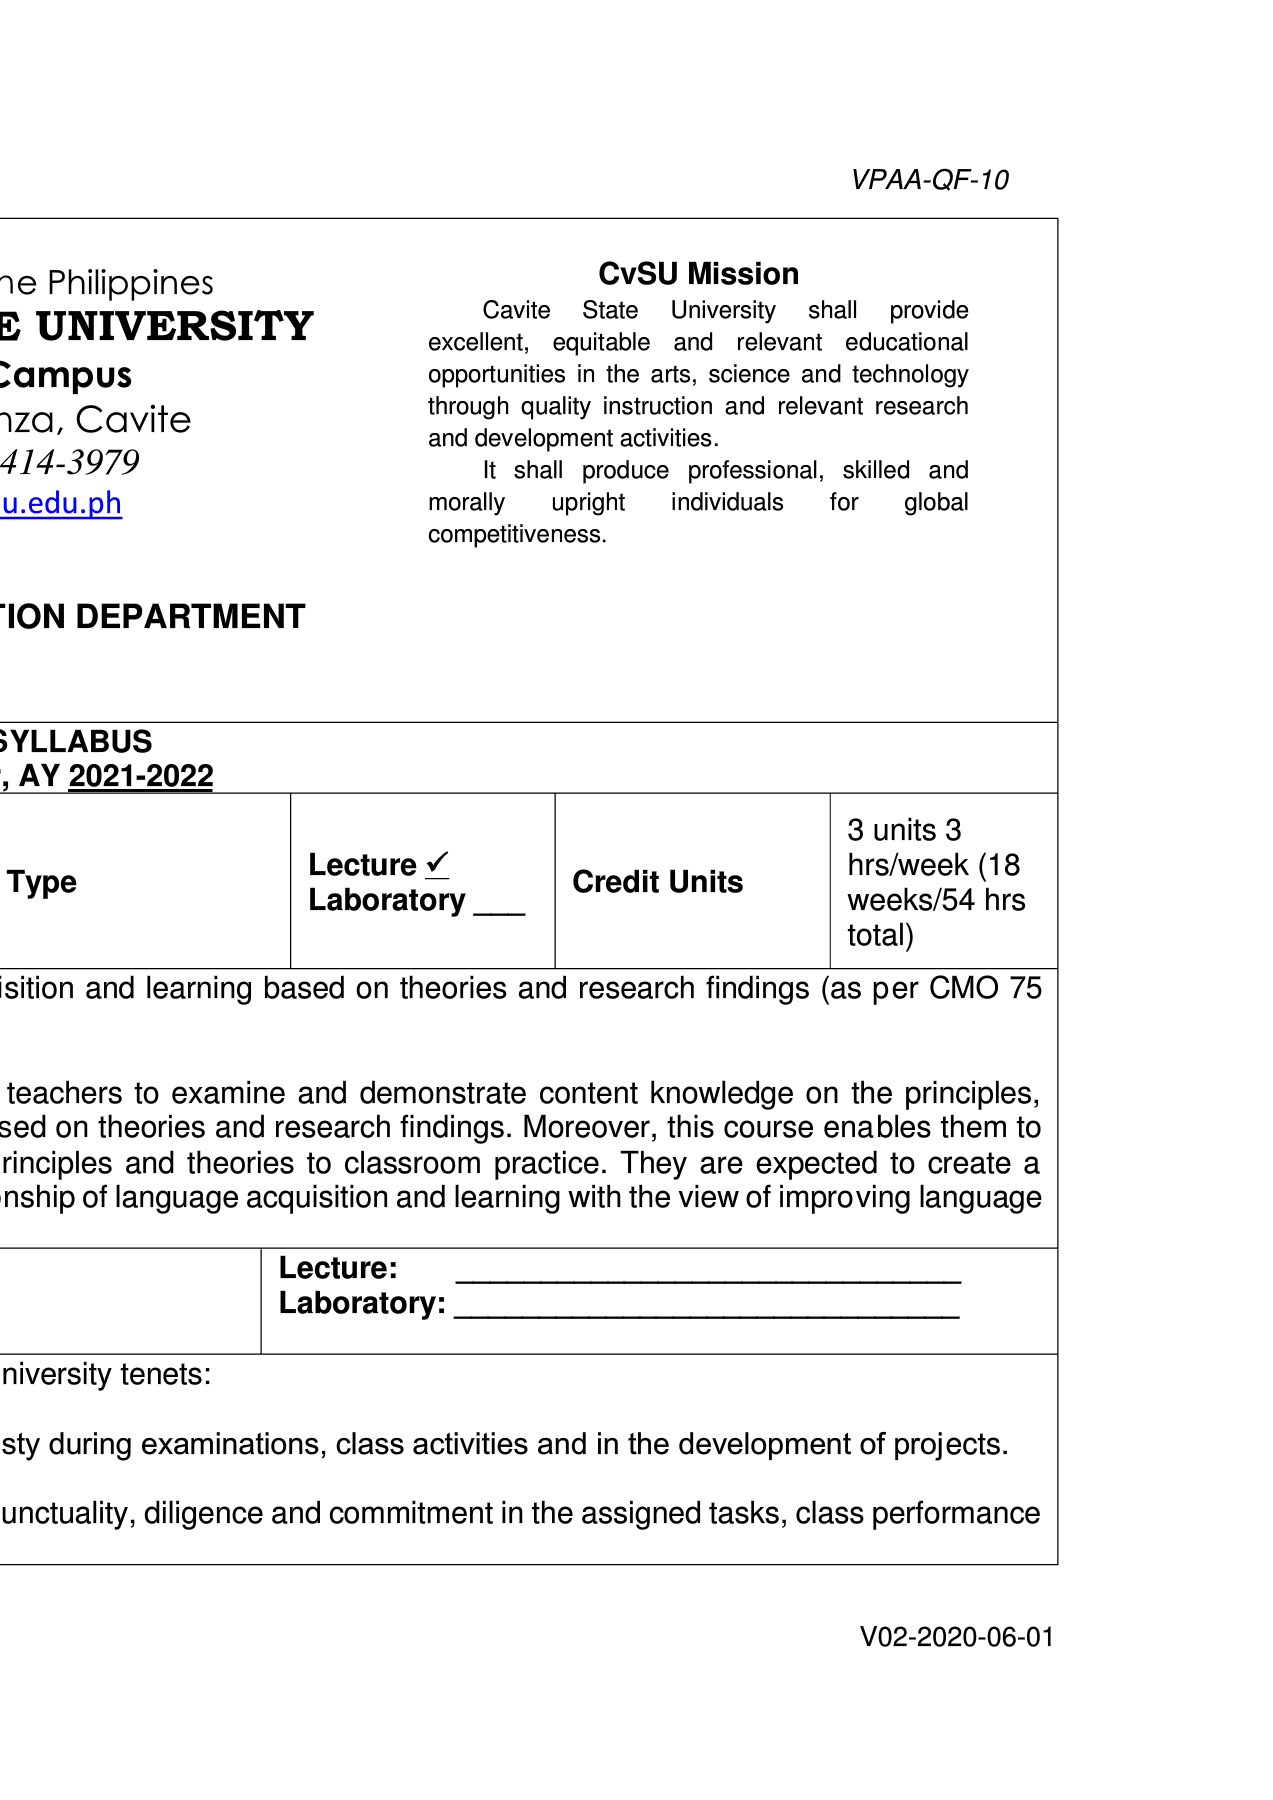 VPAA-QF-10
ne Philippines
E UNIVERSITY
Campus
nza, Cavite
414-3979
u.edu.ph
TION DEPARTMENT
CvSU Mission
Cavite State University shall provide
excellent, equitable and relevant educational
opportunities in the arts, science and technology
through quality instruction and relevant research
and development activities.
It shall produce professional, skilled and
morally upright individuals for global
competitiveness.
SYLLABUS
, AY 2021-2022
Type
Lecture ✓
Laboratory ___
Credit Units
3 units 3
hrs/week (18
weeks/54 hrs
total)
isition and learning based on theories and research findings (as per CMO 75
teachers to examine and demonstrate content knowledge on the principles,
sed on theories and research findings. Moreover, this course enables them to
rinciples and theories to classroom practice. They are expected to create a
onship of language acquisition and learning with the view of improving language
Lecture: ______________________________
Laboratory: ______________________________
niversity tenets:
sty during examinations, class activities and in the development of projects.
unctuality, diligence and commitment in the assigned tasks, class performance
V02-2020-06-01